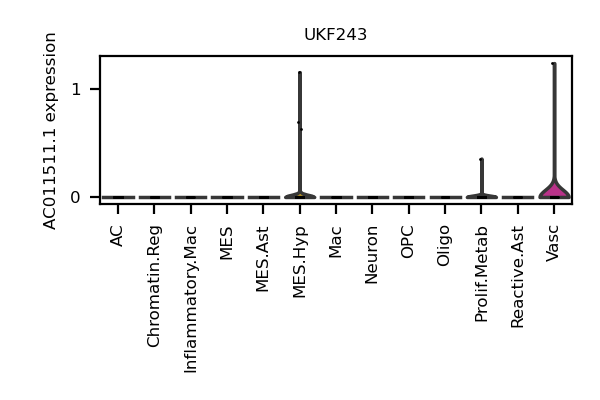 UKF243
AC011511.1 expression
1
0
AC
Chromatin.Reg
Inflammatory.Mac
MES
MES.Ast
MES.Hyp
Mac
Neuron
OPC
Oligo
Prolif.Metab
Reactive.Ast
Vasc